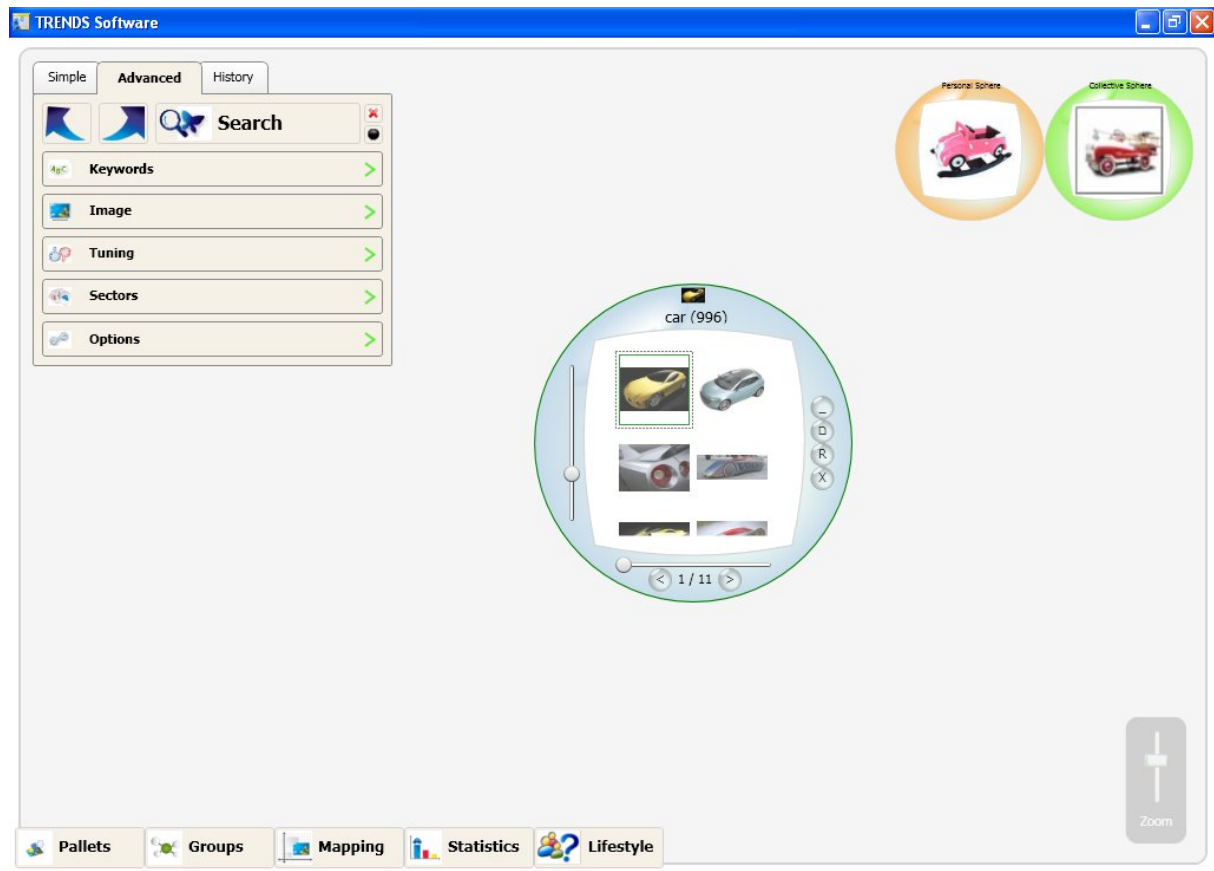 TRENDS Software
Simple Advanced History
Search
AgC Keywords
Image
Tuning
Sectors
Options
Personal Sphere
Collective Sphere
car (996)
_
D
R
X
< 1 / 11 >
Zoom
Pallets Groups Mapping Statistics Lifestyle